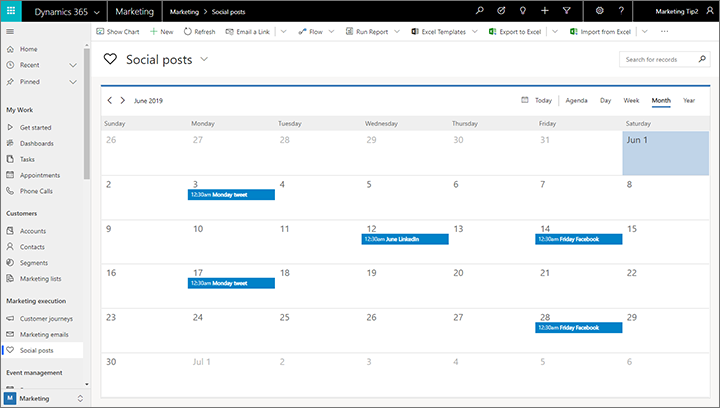 Dynamics 365 Marketing Marketing > Social posts Marketing Tip2
Show Chart New Refresh Email a Link Flow Run Report Excel Templates Export to Excel Import from Excel
Home
Recent
Pinned
My Work
Get started
Dashboards
Tasks
Appointments
Phone Calls
Customers
Accounts
Contacts
Segments
Marketing lists
Marketing execution
Customer journeys
Marketing emails
Social posts
Event management
M Marketing
Social posts
Search for records
June 2019 Today Agenda Day Week Month Year
Sunday Monday Tuesday Wednesday Thursday Friday Saturday
26 27 28 29 30 31 Jun 1
2 3 4 5 6 7 8
12:30am Monday tweet
9 10 11 12 13 14 15
12:30am June LinkedIn 12:30am Friday Facebook
16 17 18 19 20 21 22
12:30am Monday tweet
23 24 25 26 27 28 29
12:30am Friday Facebook
30 Jul 1 2 3 4 5 6